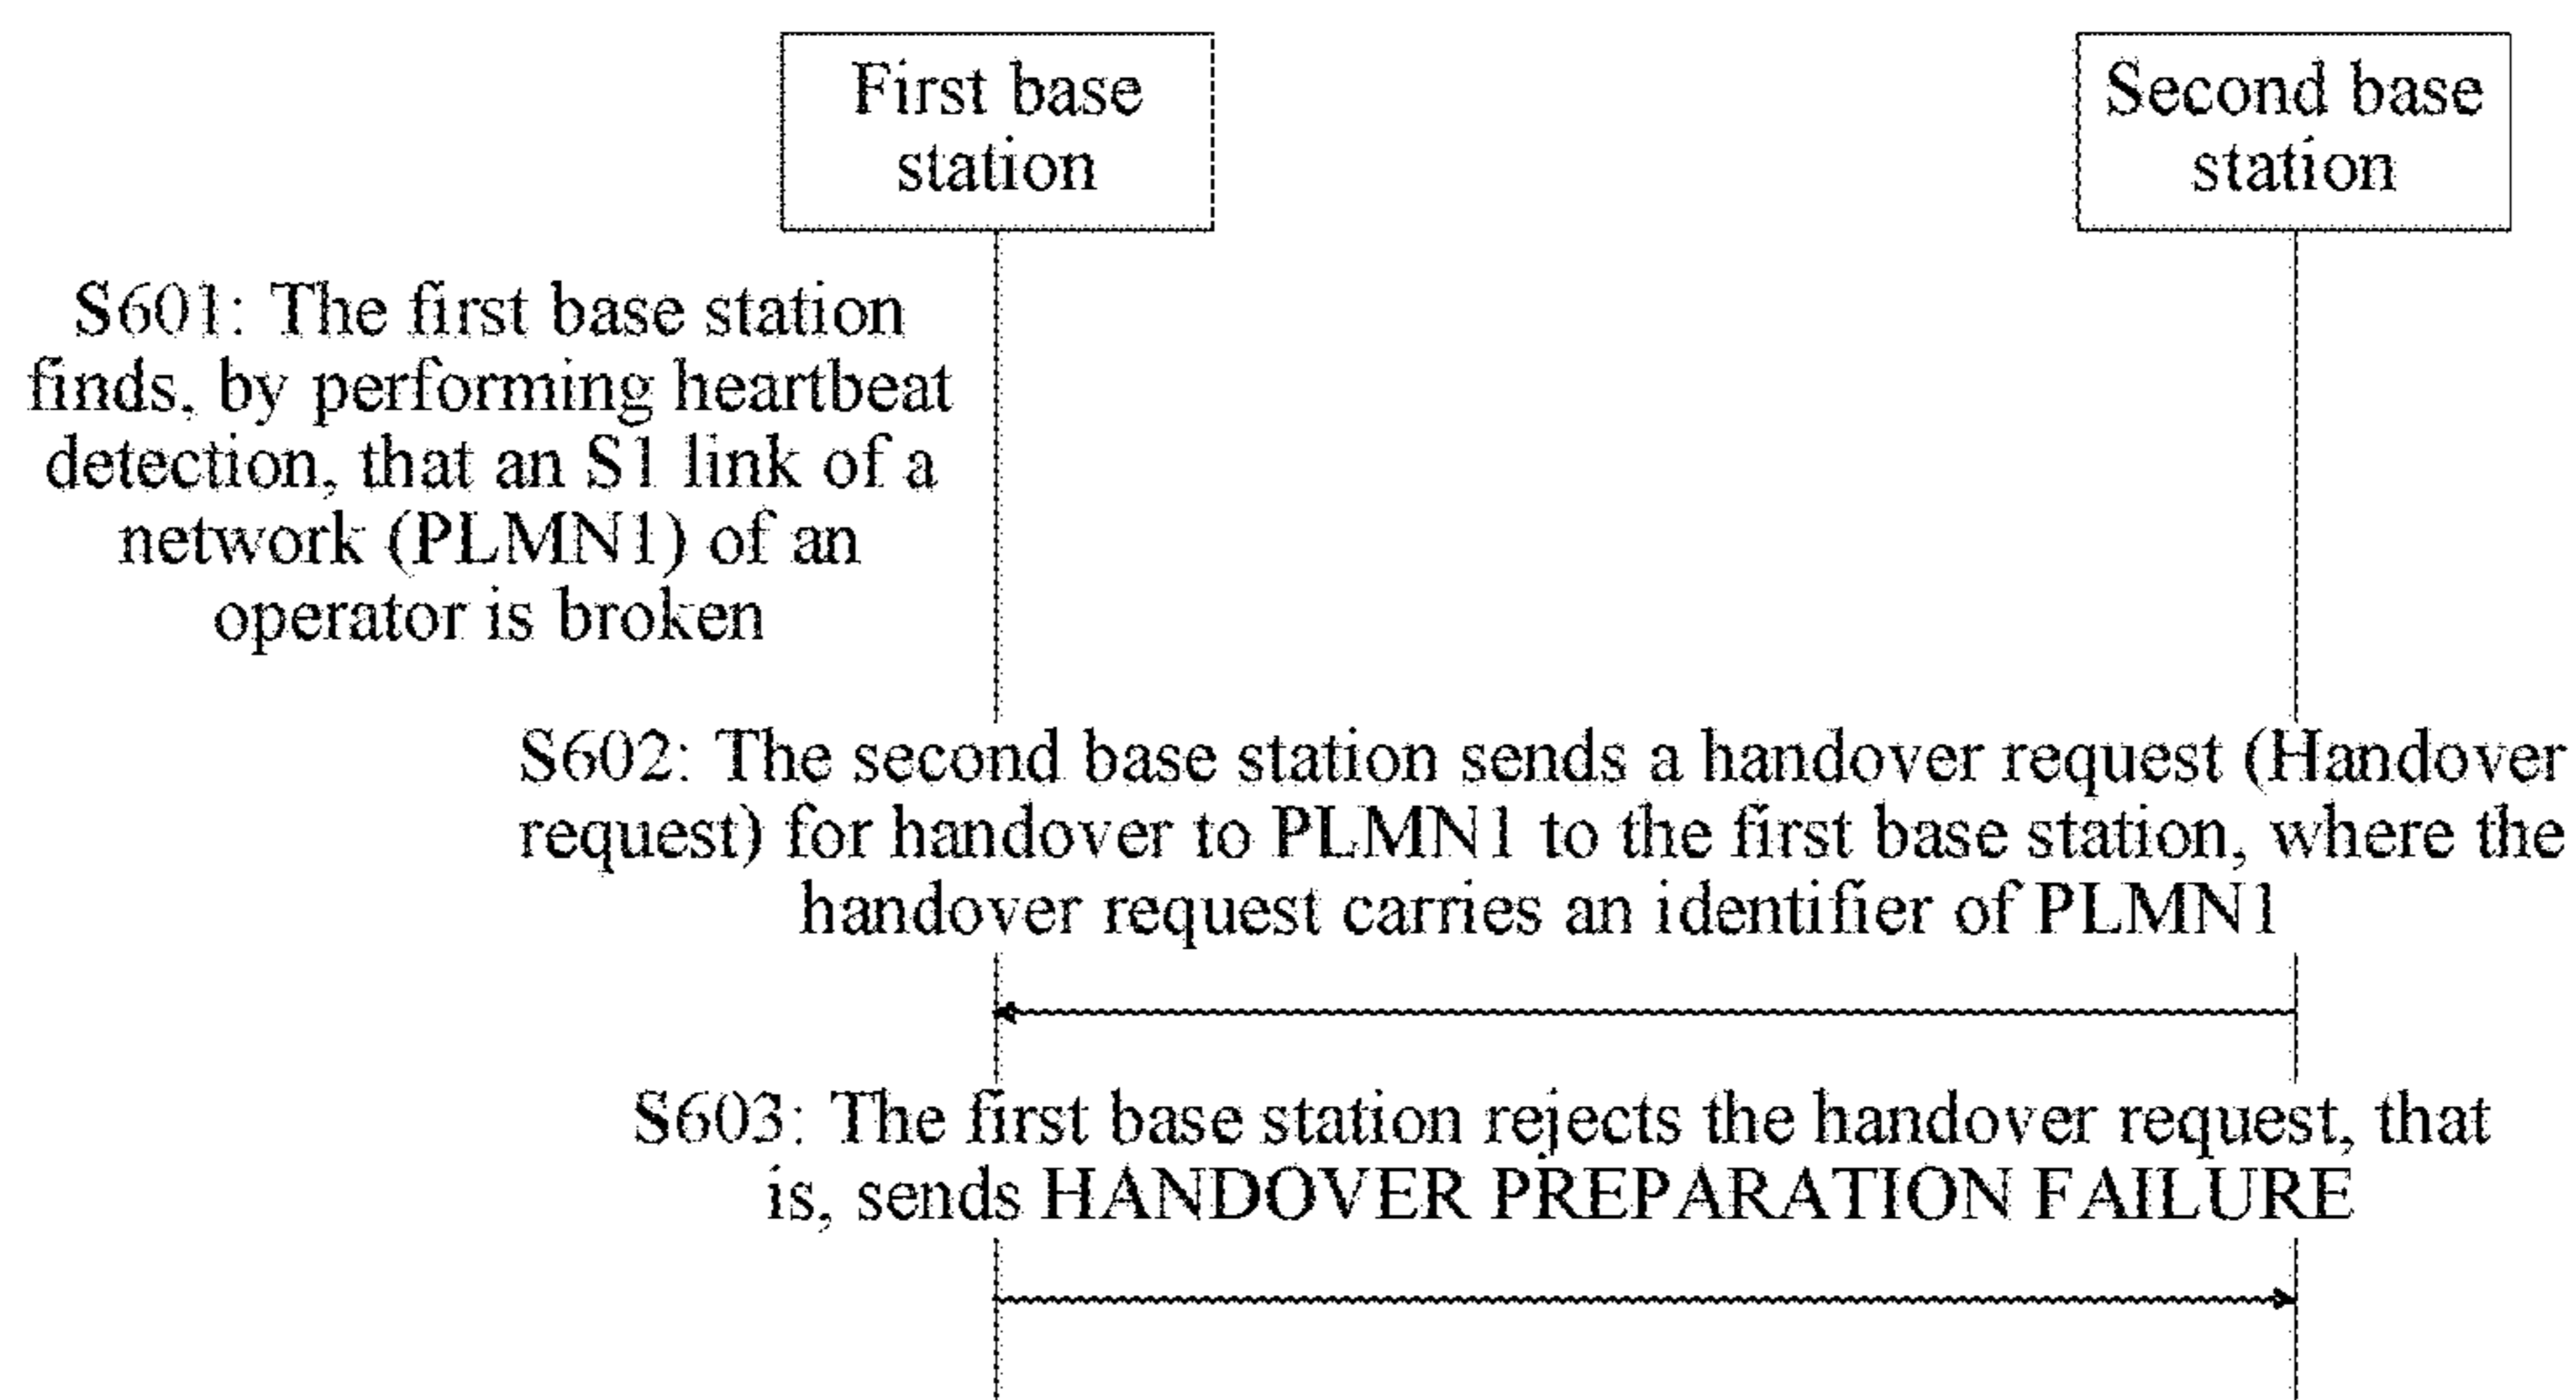 First base
station
Second base
station
S601: The first base station
finds, by performing heartbeat
detection, that an S1 link of a
network (PLMN1) of an
operator is broken
S602: The second base station sends a handover request (Handover
request) for handover to PLMN1 to the first base station, where the
handover request carries an identifier of PLMN1
S603: The first base station rejects the handover request, that
is, sends HANDOVER PREPARATION FAILURE